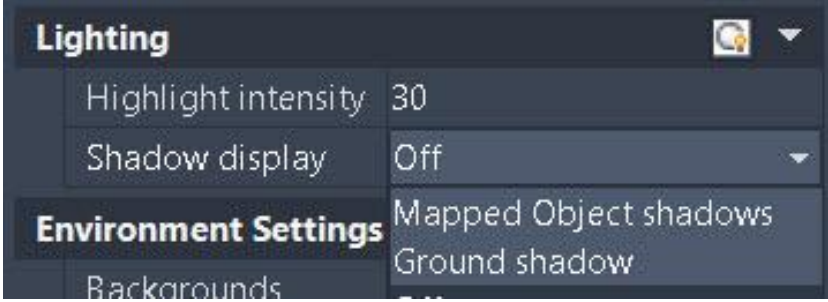 Lighting
Highlight intensity 30
Shadow display Off
Mapped Object shadows
Environment Settings
Ground shadow
Backgrounds